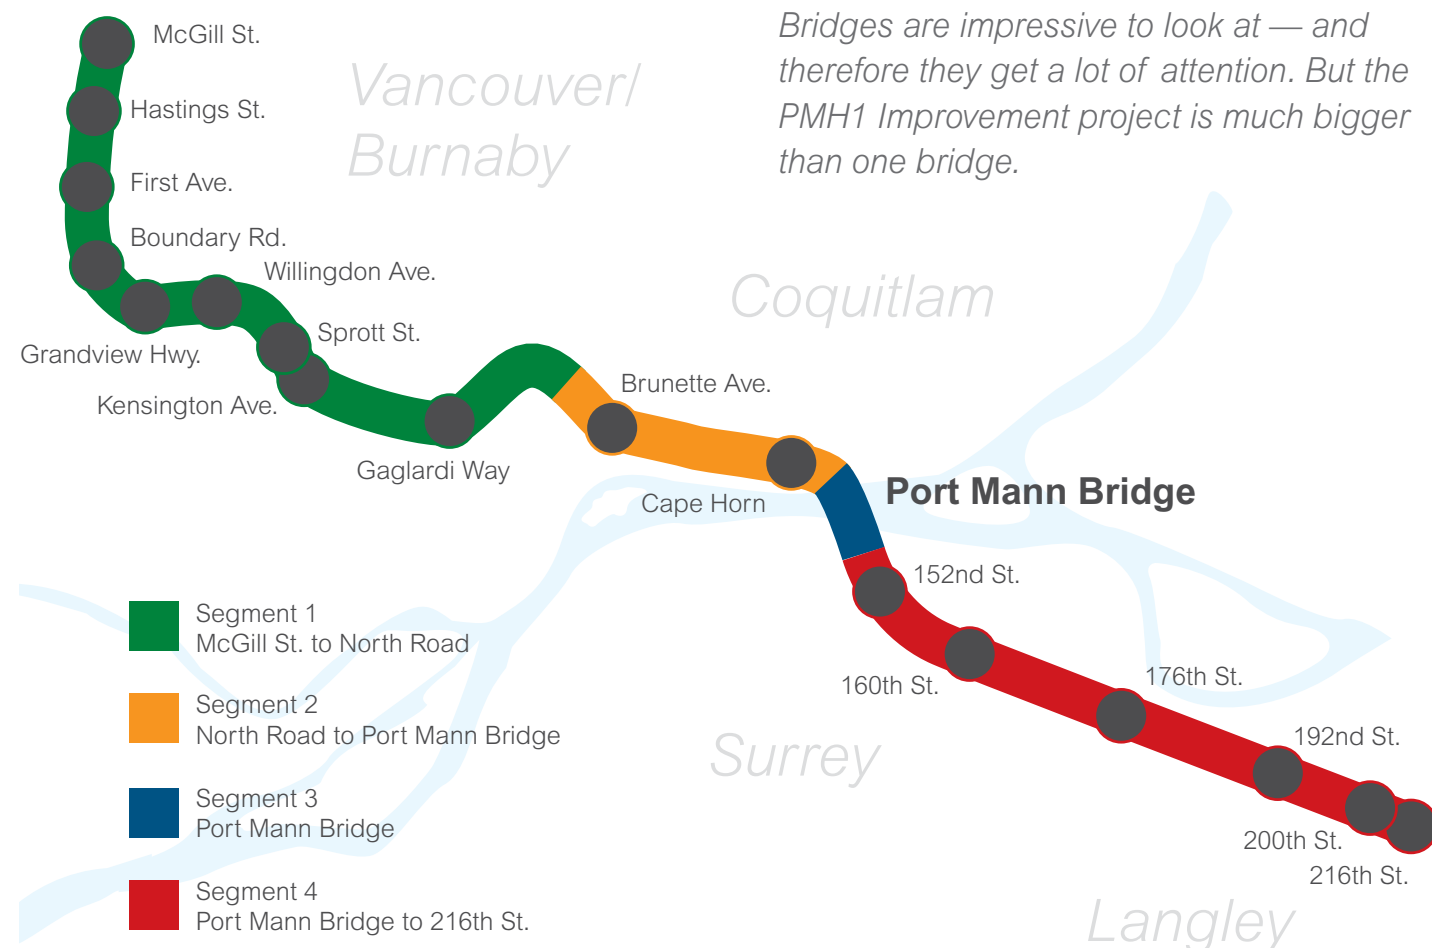 McGill St.
Hastings St.
First Ave.
Boundary Rd.
Willingdon Ave.
Grandview Hwy.
Sprott St.
Kensington Ave.
Gaglardi Way
Vancouver/
Burnaby
Bridges are impressive to look at — and
therefore they get a lot of attention. But the
PMH1 Improvement project is much bigger
than one bridge.
Coquitlam
Brunette Ave.
Cape Horn
Port Mann Bridge
152nd St.
160th St.
176th St.
192nd St.
200th St.
216th St.
Surrey
Langley
Segment 1
McGill St. to North Road
Segment 2
North Road to Port Mann Bridge
Segment 3
Port Mann Bridge
Segment 4
Port Mann Bridge to 216th St.